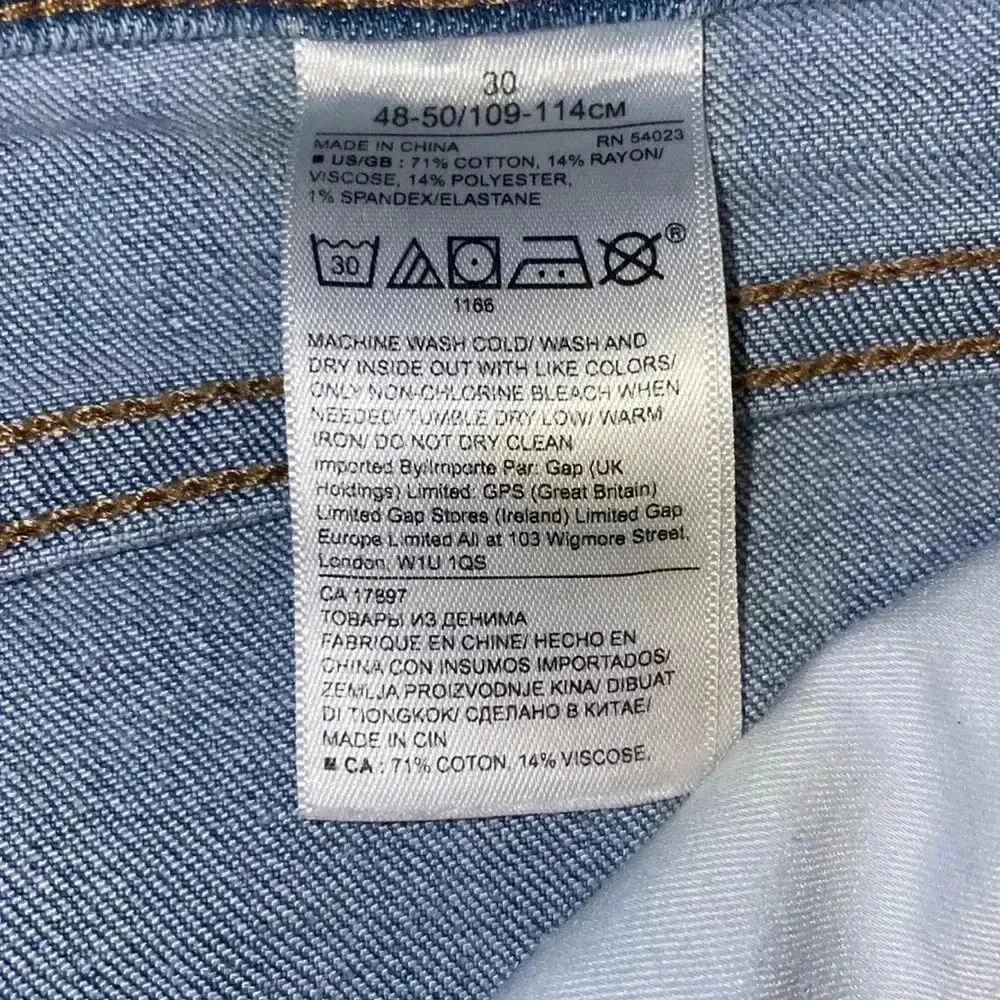 30
48-50/109-114CM
MADE IN CHINA RN 54023
■ US/GB : 71% COTTON, 14% RAYON/
VISCOSE, 14% POLYESTER,
1% SPANDEX/ELASTANE
30 ®
1166
MACHINE WASH COLD/ WASH AND
DRY INSIDE OUT WITH LIKE COLORS/
ONLY NON-CHLORINE BLEACH WHEN
NEEDED/ TUMBLE DRY LOW/ WARM
IRON/ DO NOT DRY CLEAN
Imported By/Importe Par: Gap (UK
Holdings) Limited: GPS (Great Britain)
Limited Gap Stores (Ireland) Limited Gap
Europe Limited All at 103 Wigmore Street,
London, W1U 1QS
CA 17897
ТОВАРЫ ИЗ ДЕНИМА
FABRIQUE EN CHINE/ HECHO EN
CHINA CON INSUMOS IMPORTADOS/
ZEMLJA PROIZVODNJE KINA/ DIBUAT
DI TIONGKOK/ СДЕЛАНО В КИТАЕ/
MADE IN CIN
■ CA : 71% COTON, 14% VISCOSE,